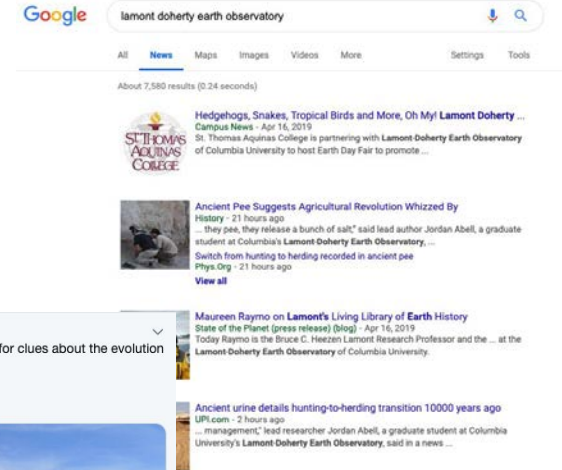 Google
lamont doherty earth observatory
All News Maps Images Videos More Settings Tools
About 7,580 results (0.24 seconds)
ST. THOMAS
AQUINAS
COLLEGE
Hedgehogs, Snakes, Tropical Birds and More, Oh My! Lamont Doherty ...
Campus News - Apr 16, 2019
St. Thomas Aquinas College is partnering with Lamont-Doherty Earth Observatory
of Columbia University to host Earth Day Fair to promote ...
Ancient Pee Suggests Agricultural Revolution Whizzed By
History - 21 hours ago
... they pee, they release a bunch of salt," said lead author Jordan Abell, a graduate
student at Columbia's Lamont-Doherty Earth Observatory, ...
Switch from hunting to herding recorded in ancient pee
Phys.Org - 21 hours ago
View all
Maureen Raymo on Lamont's Living Library of Earth History
State of the Planet (press release) (blog) - Apr 16, 2019
Today Raymo is the Bruce C. Heezen Lamont Research Professor and the ... at the
Lamont-Doherty Earth Observatory of Columbia University.
for clues about the evolution
Ancient urine details hunting-to-herding transition 10000 years ago
UPI.com - 2 hours ago
... management," lead researcher Jordan Abell, a graduate student at Columbia
University's Lamont-Doherty Earth Observatory, said in a news ...